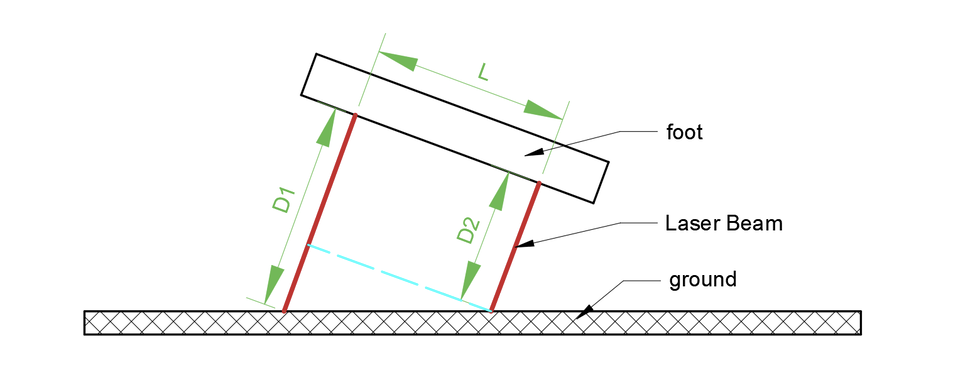 L
foot
D1
D2
Laser Beam
ground